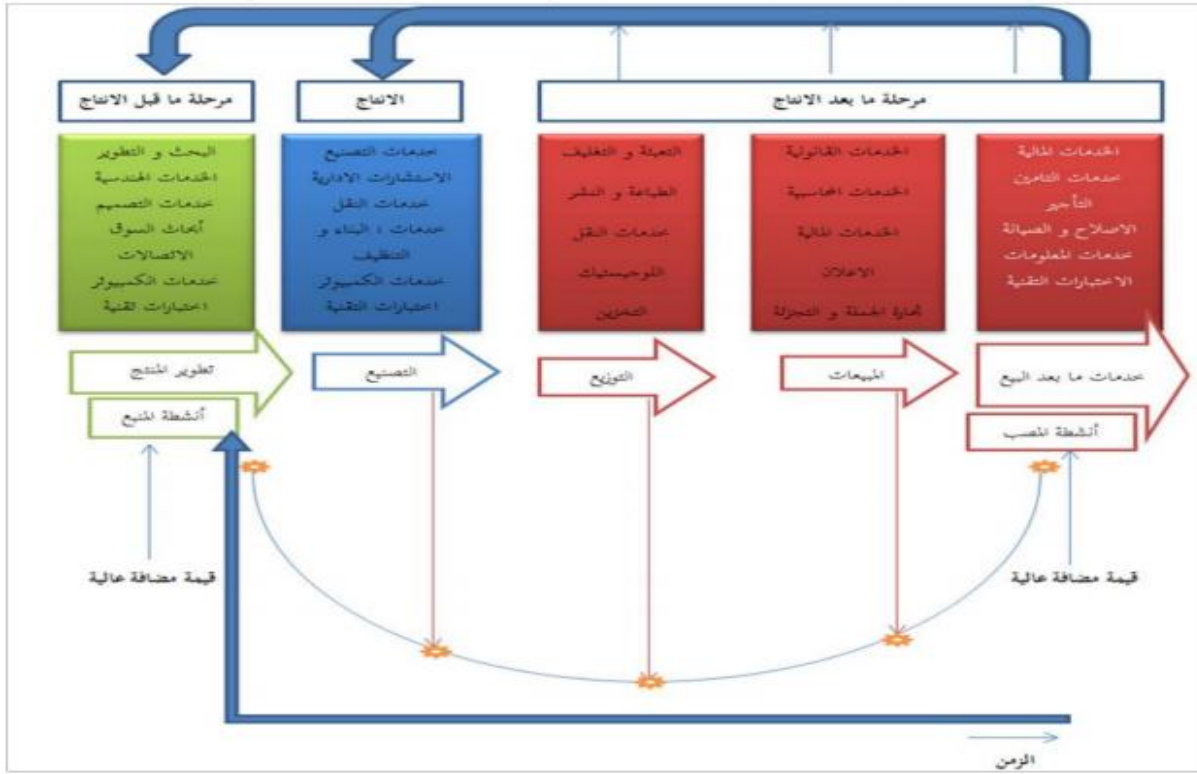 مرحلة ما قبل الانتاج
الانتاج
مرحلة ما بعد الانتاج
البحث و التطوير
الخدمات الهندسية
خدمات التصميم
أبحاث السوق
الاتصالات
خدمات الكمبيوتر
اختبارات تقنية
خدمات التصنيع
الاستشارات الادارية
خدمات النقل
خدمات : البناء و
التنظيف
خدمات الكمبيوتر
اختبارات التقنية
التعبئة و التغليف
الطباعة و النشر
خدمات النقل
اللوجيستيك
التخزين
الخدمات القانونية
الخدمات المحاسبية
الخدمات المالية
الاعلان
تجارة الجملة و التجزلة
الخدمات المالية
خدمات التامين
التأجير
الاصلاح و الصيانة
خدمات المعلومات
الاختبارات التقنية
تطوير المنتج
التصنيع
التوزيع
المبيعات
خدمات ما بعد البيع
أنشطة المنبع
أنشطة المصب
قيمة مضافة عالية
قيمة مضافة عالية
الزمن